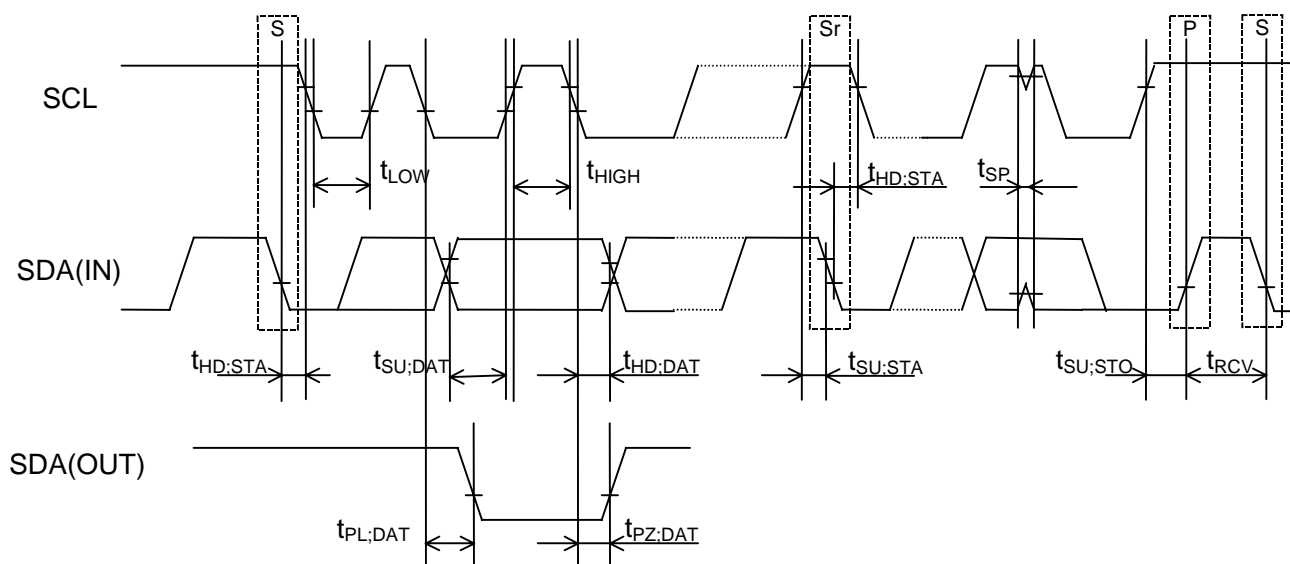 S Sr P S
SCL
tLOW tHIGH tHD;STA tSP
SDA(IN)
tHD;STA tSU;DAT tHD;DAT tSU;STA tSU;STO tRCV
SDA(OUT)
tPL;DAT tPZ;DAT